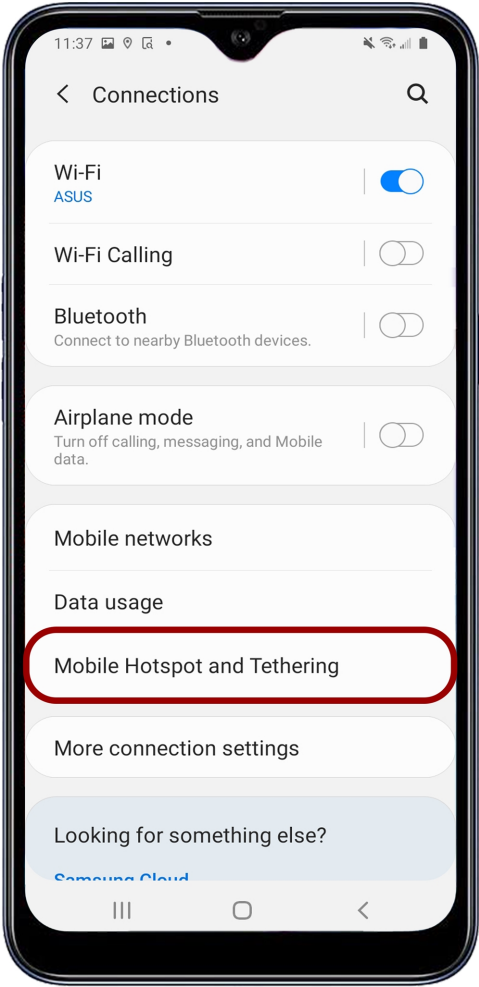 11:37
Connections
Wi-Fi
ASUS
Wi-Fi Calling
Bluetooth
Connect to nearby Bluetooth devices.
Airplane mode
Turn off calling, messaging, and Mobile
data.
Mobile networks
Data usage
Mobile Hotspot and Tethering
More connection settings
Looking for something else?
Samsung Cloud